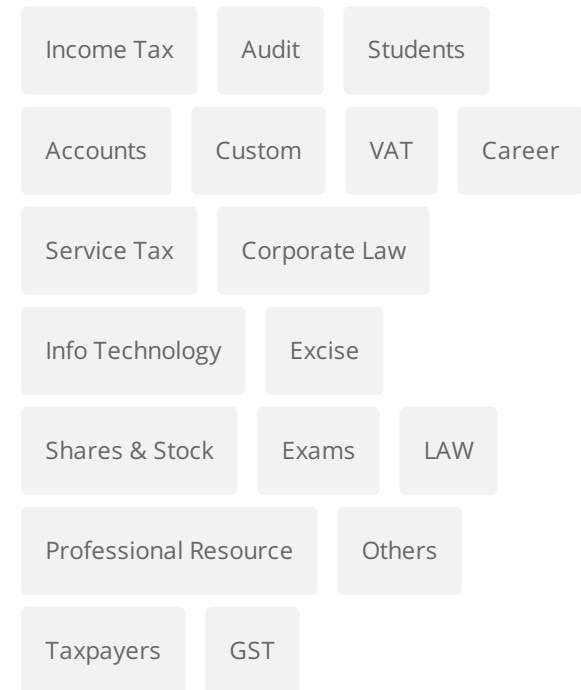 Income Tax Audit Students
Accounts Custom VAT Career
Service Tax Corporate Law
Info Technology Excise
Shares & Stock Exams LAW
Professional Resource Others
Taxpayers GST